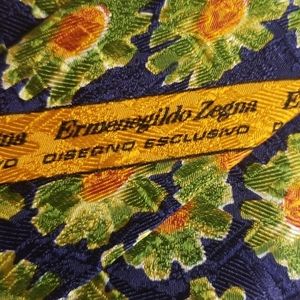 Ermenegildo Zegna
DISEGNO ESCLUSIVO